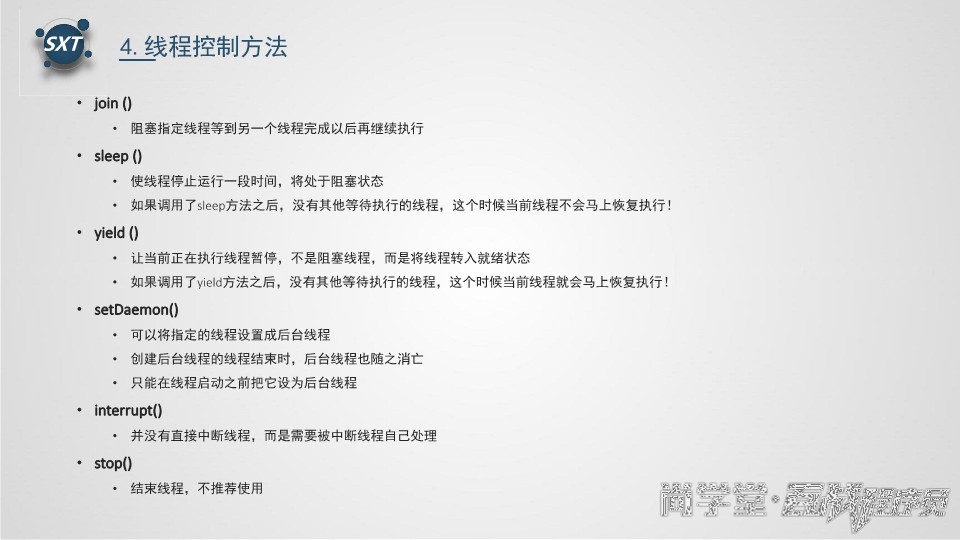 SXT
4. 线程控制方法
• join ()
• 阻塞指定线程等到另一个线程完成以后再继续执行
• sleep ()
• 使线程停止运行一段时间，将处于阻塞状态
• 如果调用了sleep方法之后，没有其他等待执行的线程，这个时候当前线程不会马上恢复执行！
• yield ()
• 让当前正在执行线程暂停，不是阻塞线程，而是将线程转入就绪状态
• 如果调用了yield方法之后，没有其他等待执行的线程，这个时候当前线程就会马上恢复执行！
• setDaemon()
• 可以将指定的线程设置成后台线程
• 创建后台线程的线程结束时，后台线程也随之消亡
• 只能在线程启动之前把它设为后台线程
• interrupt()
• 并没有直接中断线程，而是需要被中断线程自己处理
• stop()
• 结束线程，不推荐使用
尚学堂·百战程序员